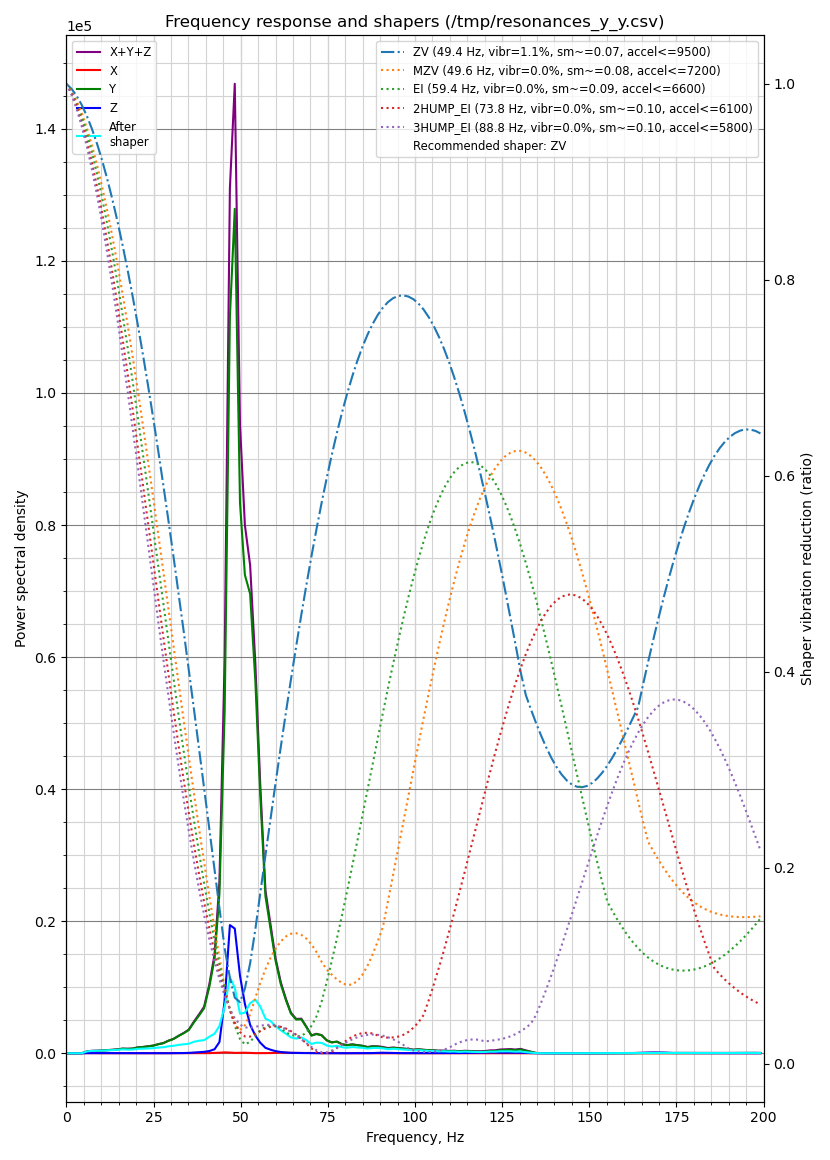 Frequency response and shapers (/tmp/resonances_y_y.csv)
1e5
X+Y+Z
X
Y
Z
After
shaper
ZV (49.4 Hz, vibr=1.1%, sm~=0.07, accel<=9500)
MZV (49.6 Hz, vibr=0.0%, sm~=0.08, accel<=7200)
EI (59.4 Hz, vibr=0.0%, sm~=0.09, accel<=6600)
2HUMP_EI (73.8 Hz, vibr=0.0%, sm~=0.10, accel<=6100)
3HUMP_EI (88.8 Hz, vibr=0.0%, sm~=0.10, accel<=5800)
Recommended shaper: ZV
1.4
1.2
1.0
0.8
0.6
0.4
0.2
0.0
Power spectral density
1.0
0.8
0.6
0.4
0.2
0.0
Shaper vibration reduction (ratio)
0 25 50 75 100 125 150 175 200
Frequency, Hz